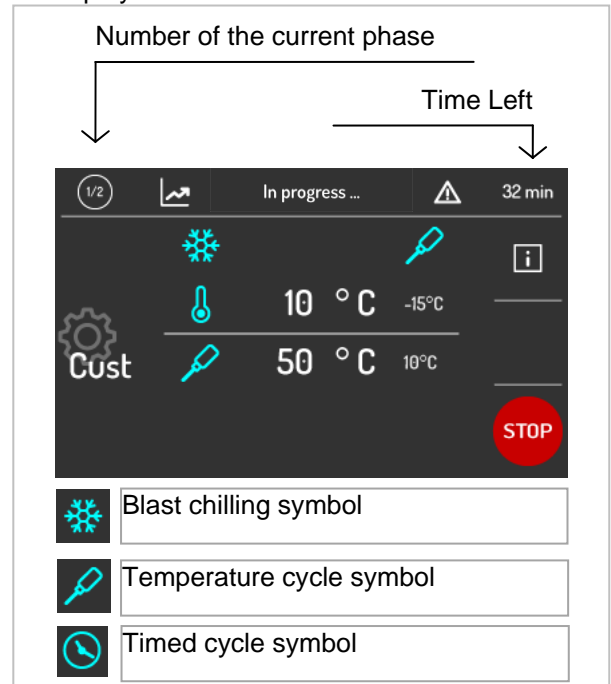 Number of the current phase
Time Left
1/2 In progress ... 32 min
i
10 °C -15°C
Cust 50 °C 10°C
STOP
Blast chilling symbol
Temperature cycle symbol
Timed cycle symbol